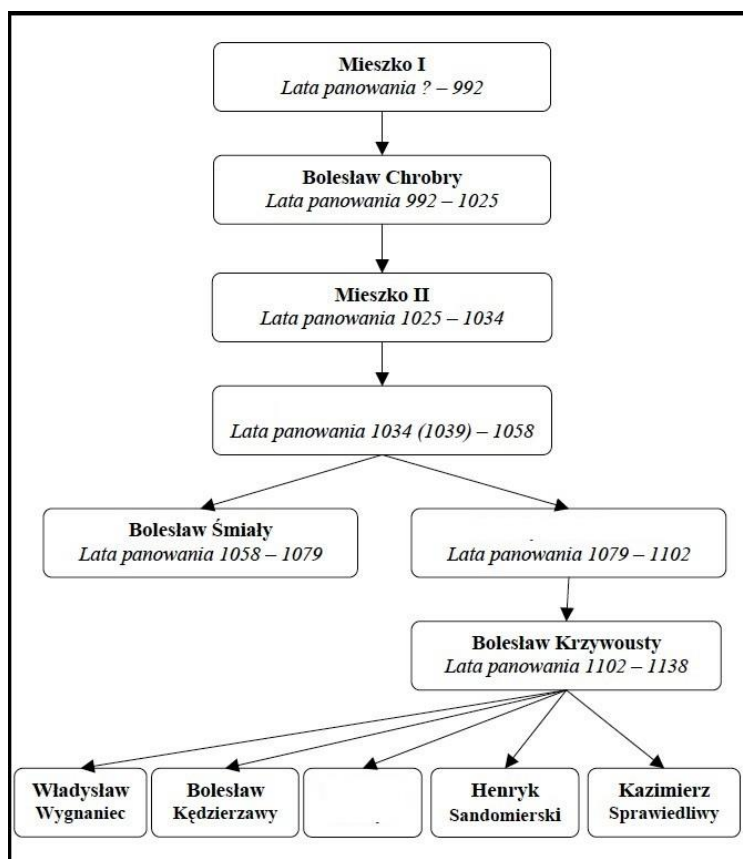 Mieszko I
Lata panowania ? – 992
Bolesław Chrobry
Lata panowania 992 – 1025
Mieszko II
Lata panowania 1025 – 1034
Lata panowania 1034 (1039) – 1058
Bolesław Śmiały
Lata panowania 1058 – 1079
Lata panowania 1079 – 1102
Bolesław Krzywousty
Lata panowania 1102 – 1138
Władysław
Wygnaniec
Bolesław
Kędzierzawy
Henryk
Sandomierski
Kazimierz
Sprawiedliwy